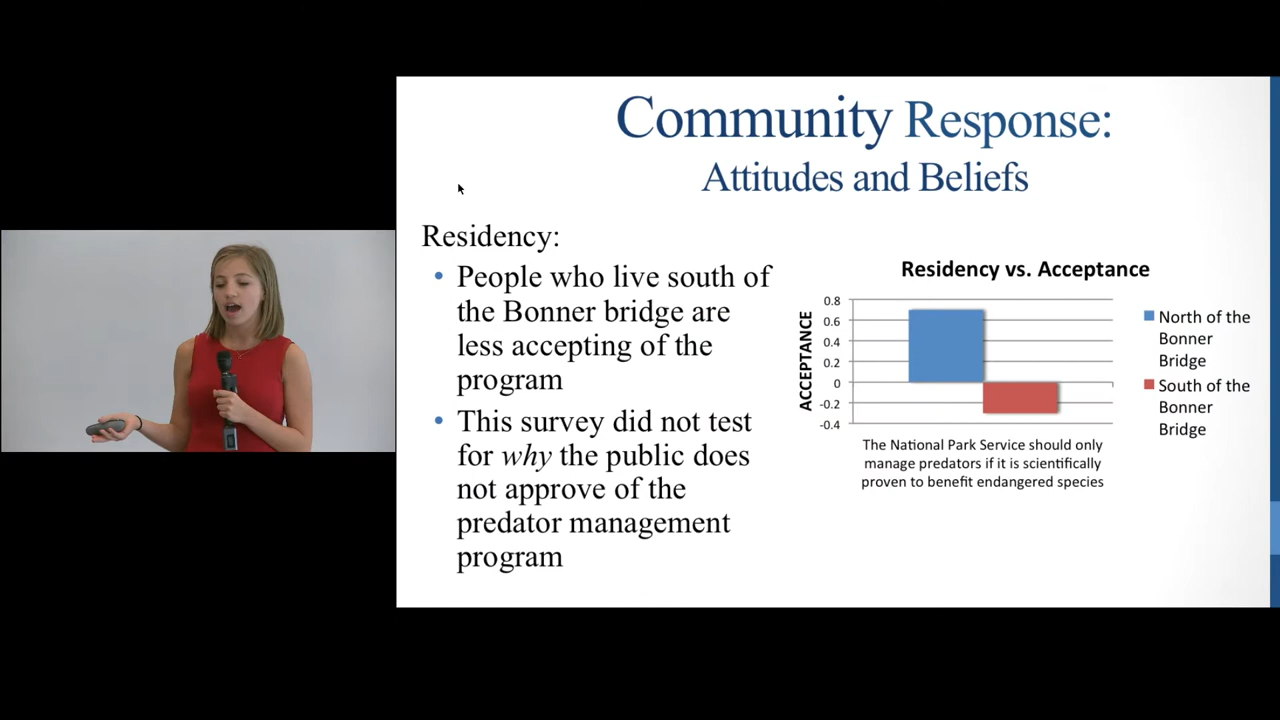 Community Response:
Attitudes and Beliefs
Residency:
• People who live south of
the Bonner bridge are
less accepting of the
program
• This survey did not test
for why the public does
not approve of the
predator management
program
Residency vs. Acceptance
ACCEPTANCE
0.8
0.6
0.4
0.2
0
-0.2
-0.4
The National Park Service should only
manage predators if it is scientifically
proven to benefit endangered species
North of the
Bonner
Bridge
South of the
Bonner
Bridge